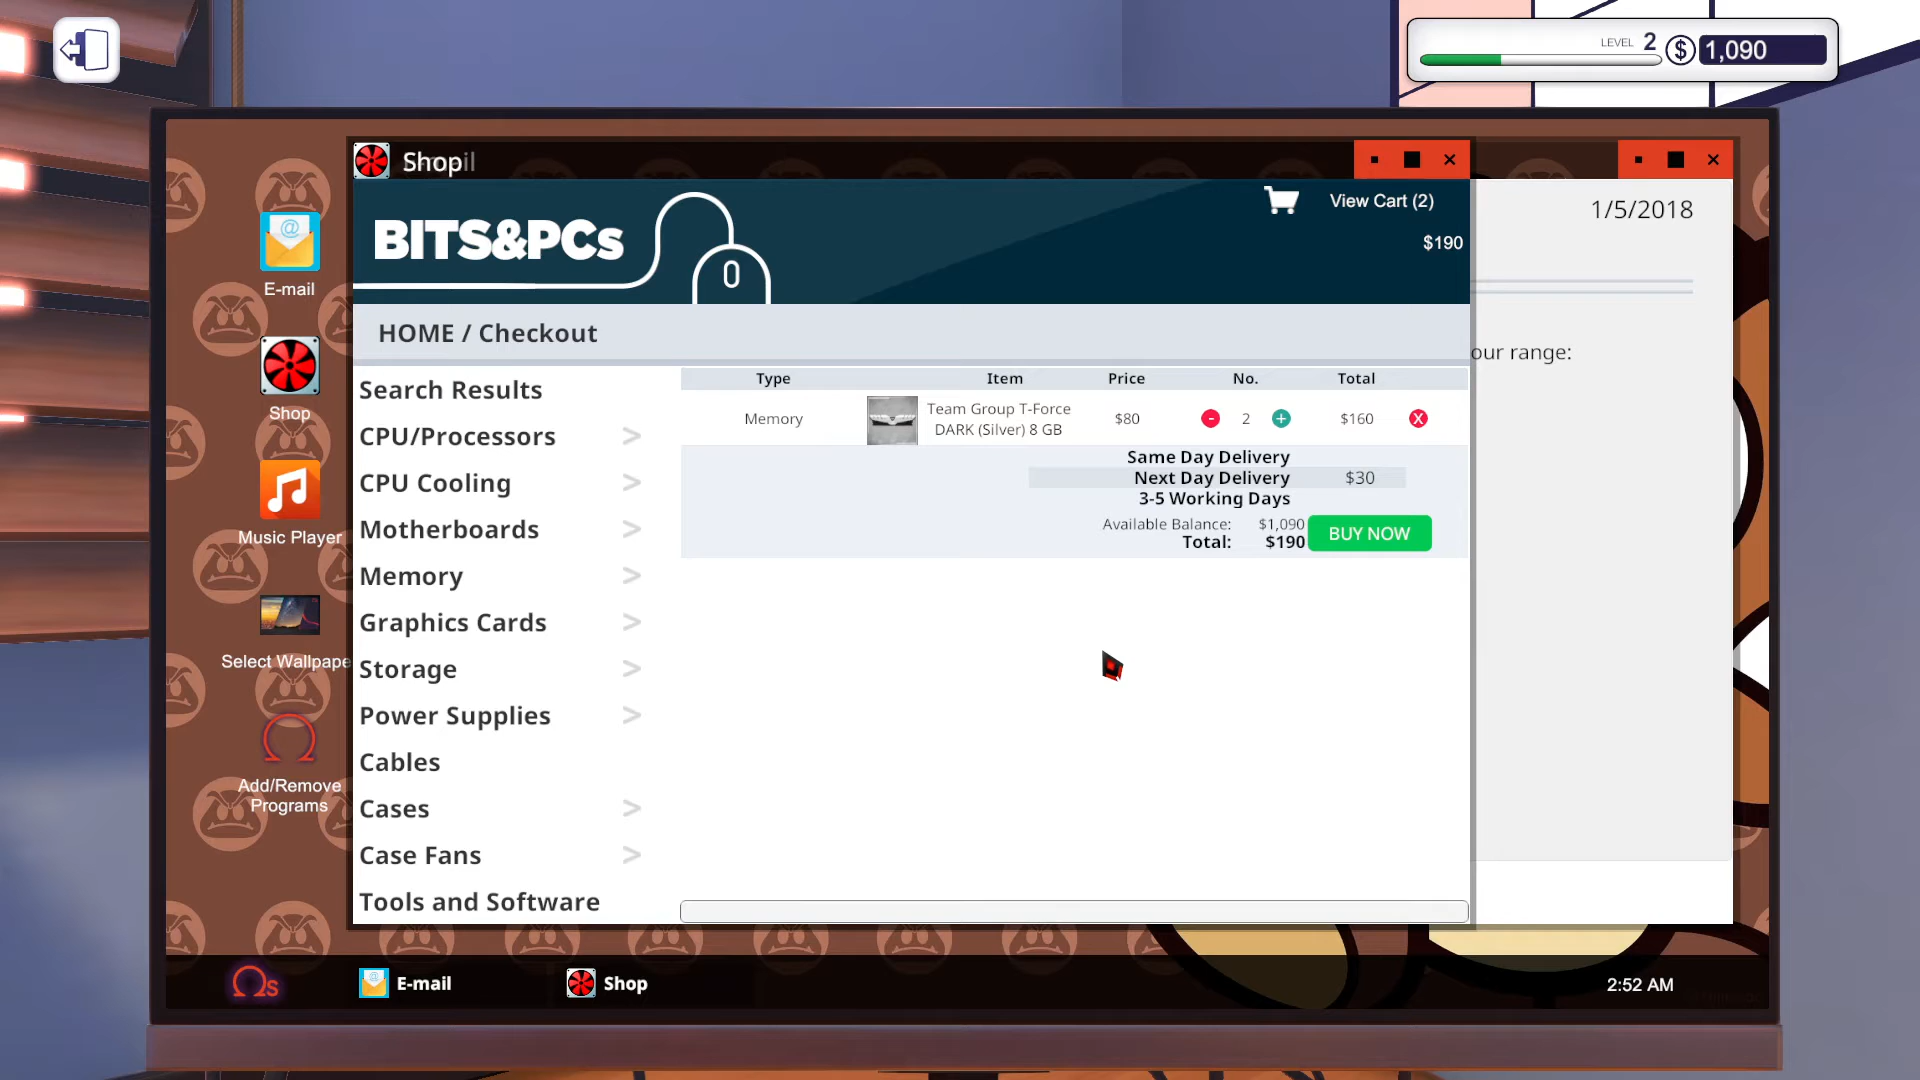 LEVEL 2 $ 1,090
Shop
View Cart (2)
$190
BITS&PCs
HOME / Checkout
1/5/2018
our range:
E-mail
Shop
Music Player
Select Wallpape
Add/Remove
Programs
Search Results
CPU/Processors >
CPU Cooling >
Motherboards >
Memory >
Graphics Cards >
Storage >
Power Supplies >
Cables
Cases >
Case Fans >
Tools and Software
Type Item Price No. Total
Memory Team Group T-Force DARK (Silver) 8 GB $80 - 2 + $160 X
Same Day Delivery
Next Day Delivery $30
3-5 Working Days
Available Balance: $1,090
Total: $190
BUY NOW
Ωs E-mail Shop 2:52 AM